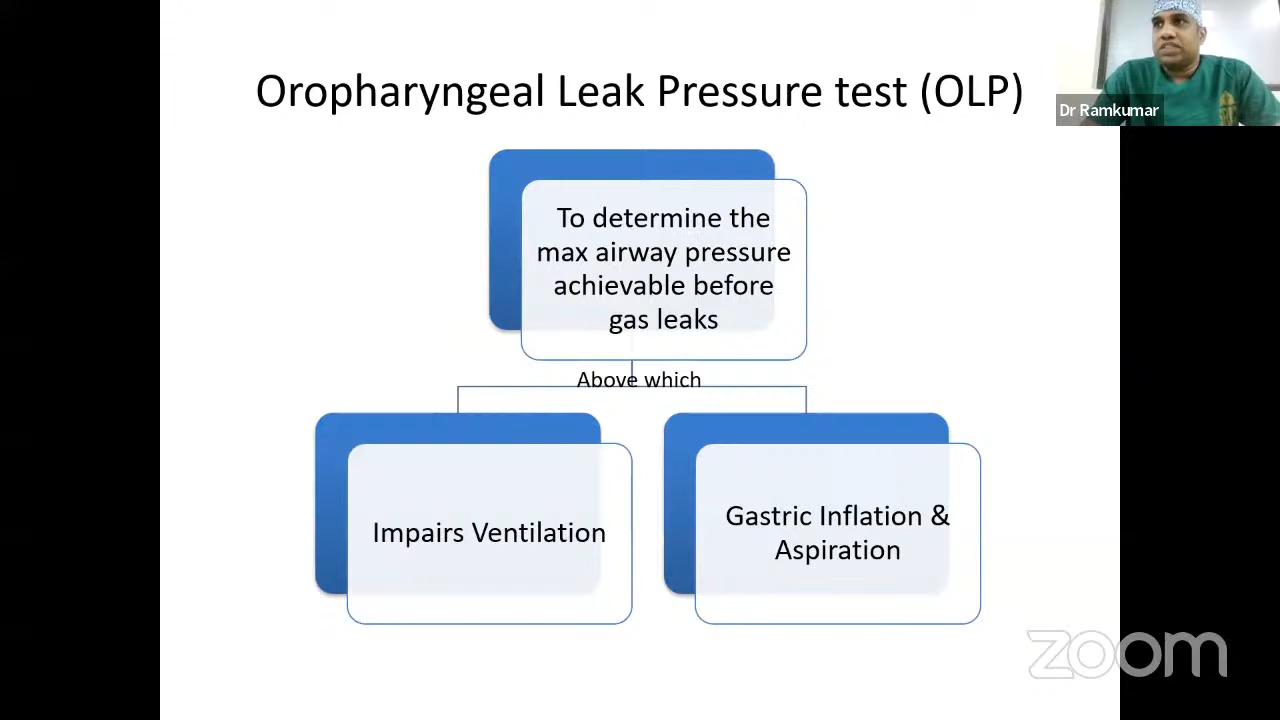 Oropharyngeal Leak Pressure test (OLP)
Dr Ramkumar
To determine the
max airway pressure
achievable before
gas leaks
Above which
Impairs Ventilation
Gastric Inflation &
Aspiration
zoom